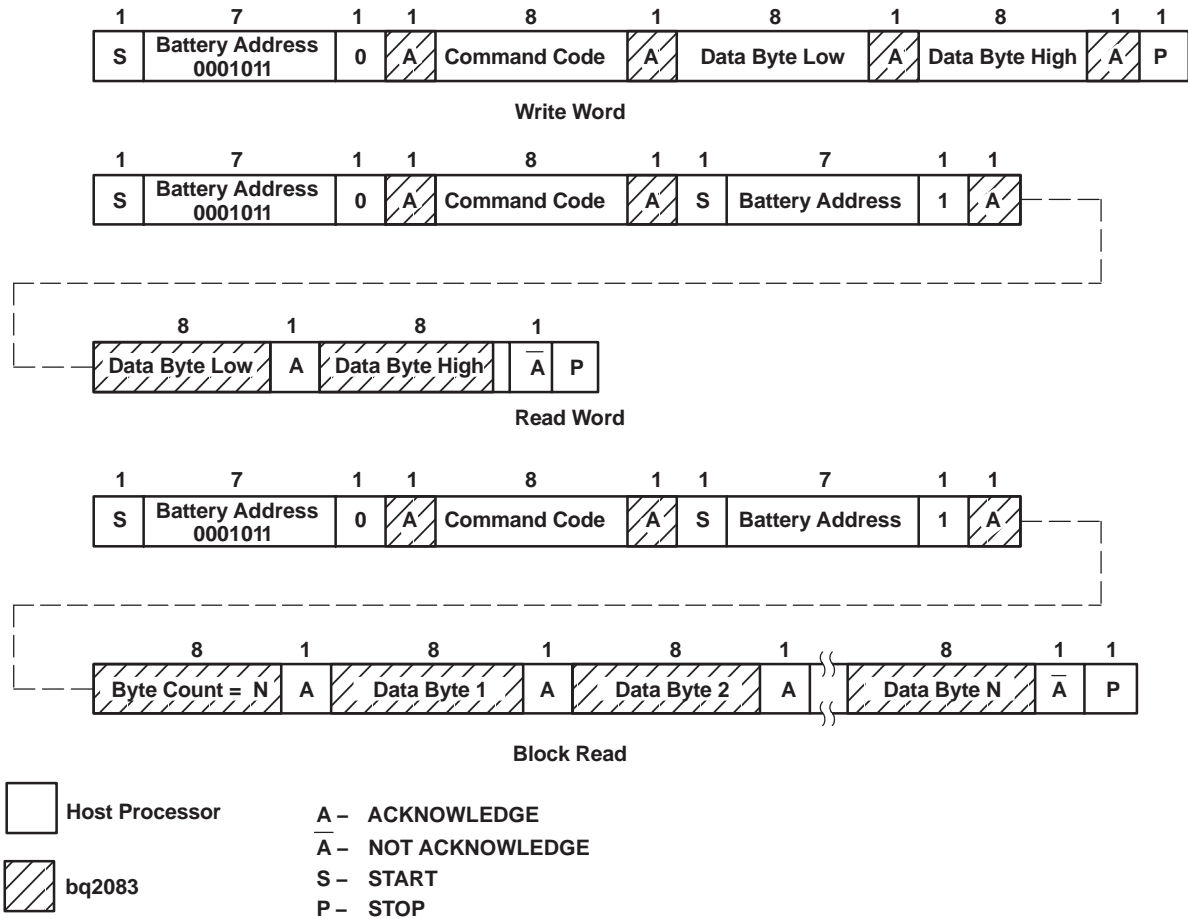 1 7 1 1 8 1 8 1 8 1 1
S Battery Address 0001011 0 A Command Code A Data Byte Low A Data Byte High A P
Write Word
1 7 1 1 8 1 1 7 1 1
S Battery Address 0001011 0 A Command Code A S Battery Address 1 A
8 1 8 1
Data Byte Low A Data Byte High A̅ P
Read Word
1 7 1 1 8 1 1 7 1 1
S Battery Address 0001011 0 A Command Code A S Battery Address 1 A
8 1 8 1 8 1 8 1 1
Byte Count = N A Data Byte 1 A Data Byte 2 A Data Byte N A̅ P
Block Read
Host Processor
bq2083
A – ACKNOWLEDGE
A̅ – NOT ACKNOWLEDGE
S – START
P – STOP